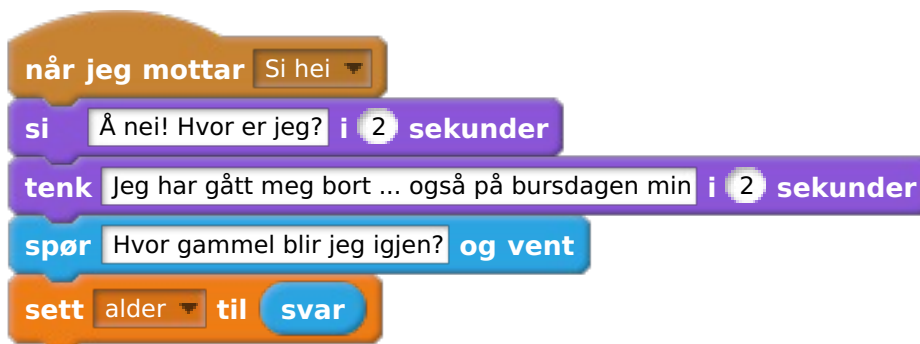 når jeg mottar Si hei
si Å nei! Hvor er jeg? i 2 sekunder
tenk Jeg har gått meg bort ... også på bursdagen min i 2 sekunder
spør Hvor gammel blir jeg igjen? og vent
sett alder til svar